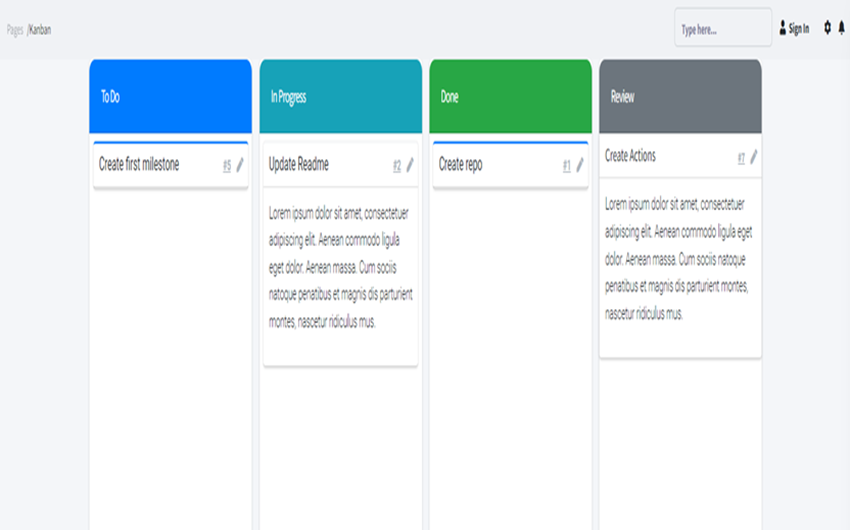 Pages /Kanban
Type here...
Sign In
To Do
Create first milestone #5
In Progress
Update Readme #2
Lorem ipsum dolor sit amet, consectetuer
adipiscing elit. Aenean commodo ligula
eget dolor. Aenean massa. Cum sociis
natoque penatibus et magnis dis parturient
montes, nascetur ridiculus mus.
Done
Create repo #1
Review
Create Actions #7
Lorem ipsum dolor sit amet, consectetuer
adipiscing elit. Aenean commodo ligula eget
dolor. Aenean massa. Cum sociis natoque
penatibus et magnis dis parturient montes,
nascetur ridiculus mus.